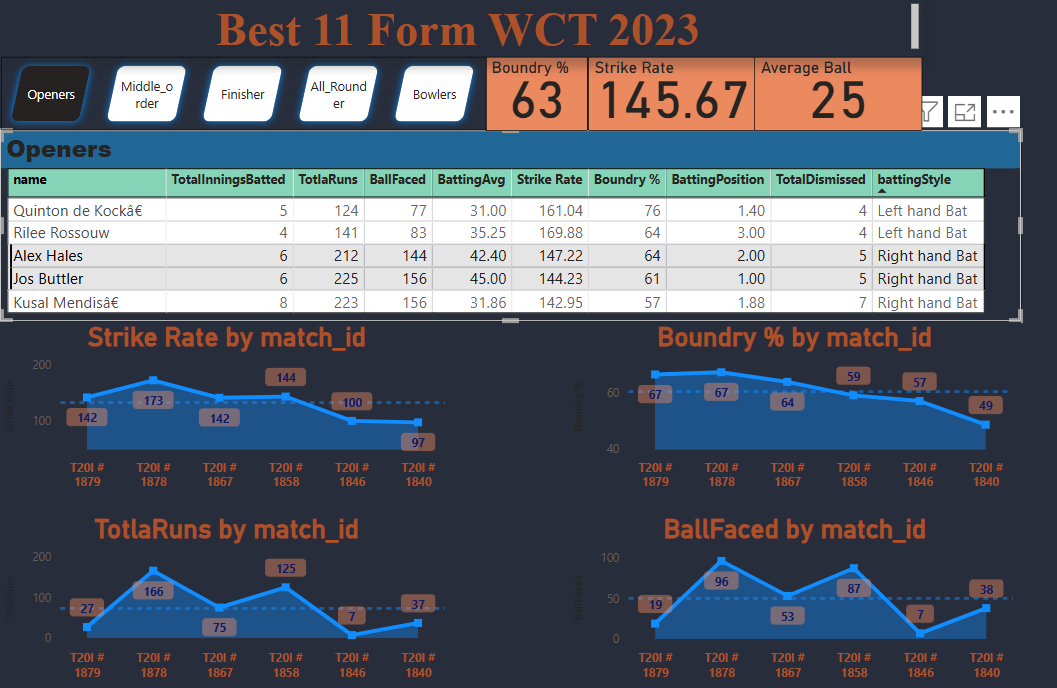 Best 11 Form WCT 2023
Openers
Middle_o
rder
Finisher
All_Round
er
Bowlers
Boundry %
63
Strike Rate
145.67
Average Ball
25
Openers
name TotalInningsBatted TotlaRuns BallFaced BattingAvg Strike Rate Boundry % BattingPosition TotalDismissed battingStyle
Quinton de Kockâ€ 5 124 77 31.00 161.04 76 1.40 4 Left hand Bat
Rilee Rossouw 4 141 83 35.25 169.88 64 3.00 4 Left hand Bat
Alex Hales 6 212 144 42.40 147.22 64 2.00 5 Right hand Bat
Jos Buttler 6 225 156 45.00 144.23 61 1.00 5 Right hand Bat
Kusal Mendisâ€ 8 223 156 31.86 142.95 57 1.88 7 Right hand Bat
Strike Rate by match_id
Strike Rate
200
100
142 173 142 144 100 97
T20I # T20I # T20I # T20I # T20I # T20I #
1879 1878 1867 1858 1846 1840
Boundry % by match_id
Boundry %
60
40
67 67 64 59 57 49
T20I # T20I # T20I # T20I # T20I # T20I #
1879 1878 1867 1858 1846 1840
TotlaRuns by match_id
TotlaRuns
200
100
0
27 166 75 125 7 37
T20I # T20I # T20I # T20I # T20I # T20I #
1879 1878 1867 1858 1846 1840
BallFaced by match_id
BallFaced
100
50
0
19 96 53 87 7 38
T20I # T20I # T20I # T20I # T20I # T20I #
1879 1878 1867 1858 1846 1840